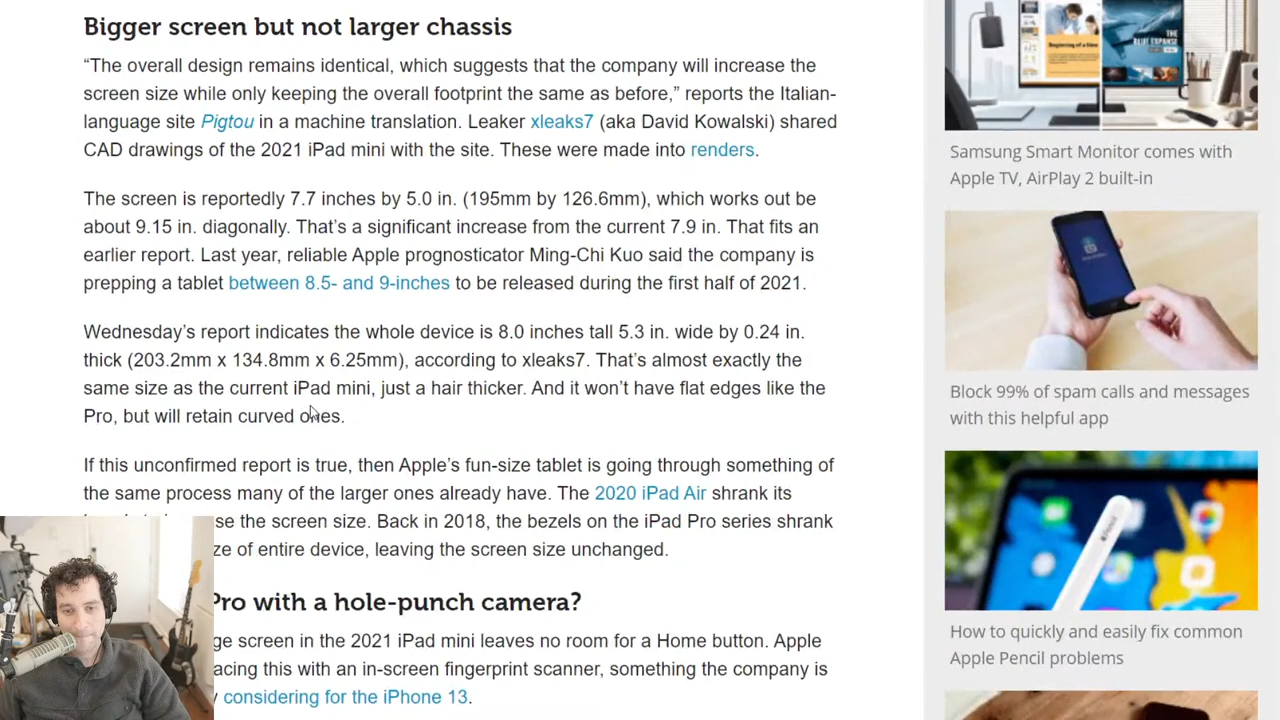 Bigger screen but not larger chassis
“The overall design remains identical, which suggests that the company will increase the
screen size while only keeping the overall footprint the same as before,” reports the Italian-
language site Pigtou in a machine translation. Leaker xleaks7 (aka David Kowalski) shared
CAD drawings of the 2021 iPad mini with the site. These were made into renders.
The screen is reportedly 7.7 inches by 5.0 in. (195mm by 126.6mm), which works out be
about 9.15 in. diagonally. That’s a significant increase from the current 7.9 in. That fits an
earlier report. Last year, reliable Apple prognosticator Ming-Chi Kuo said the company is
prepping a tablet between 8.5- and 9-inches to be released during the first half of 2021.
Wednesday’s report indicates the whole device is 8.0 inches tall 5.3 in. wide by 0.24 in.
thick (203.2mm x 134.8mm x 6.25mm), according to xleaks7. That’s almost exactly the
same size as the current iPad mini, just a hair thicker. And it won’t have flat edges like the
Pro, but will retain curved ones.
If this unconfirmed report is true, then Apple’s fun-size tablet is going through something of
the same process many of the larger ones already have. The 2020 iPad Air shrank its
the screen size. Back in 2018, the bezels on the iPad Pro series shrank
of entire device, leaving the screen size unchanged.
Pro with a hole-punch camera?
screen in the 2021 iPad mini leaves no room for a Home button. Apple
this with an in-screen fingerprint scanner, something the company is
considering for the iPhone 13.
Samsung Smart Monitor comes with
Apple TV, AirPlay 2 built-in
Block 99% of spam calls and messages
with this helpful app
How to quickly and easily fix common
Apple Pencil problems